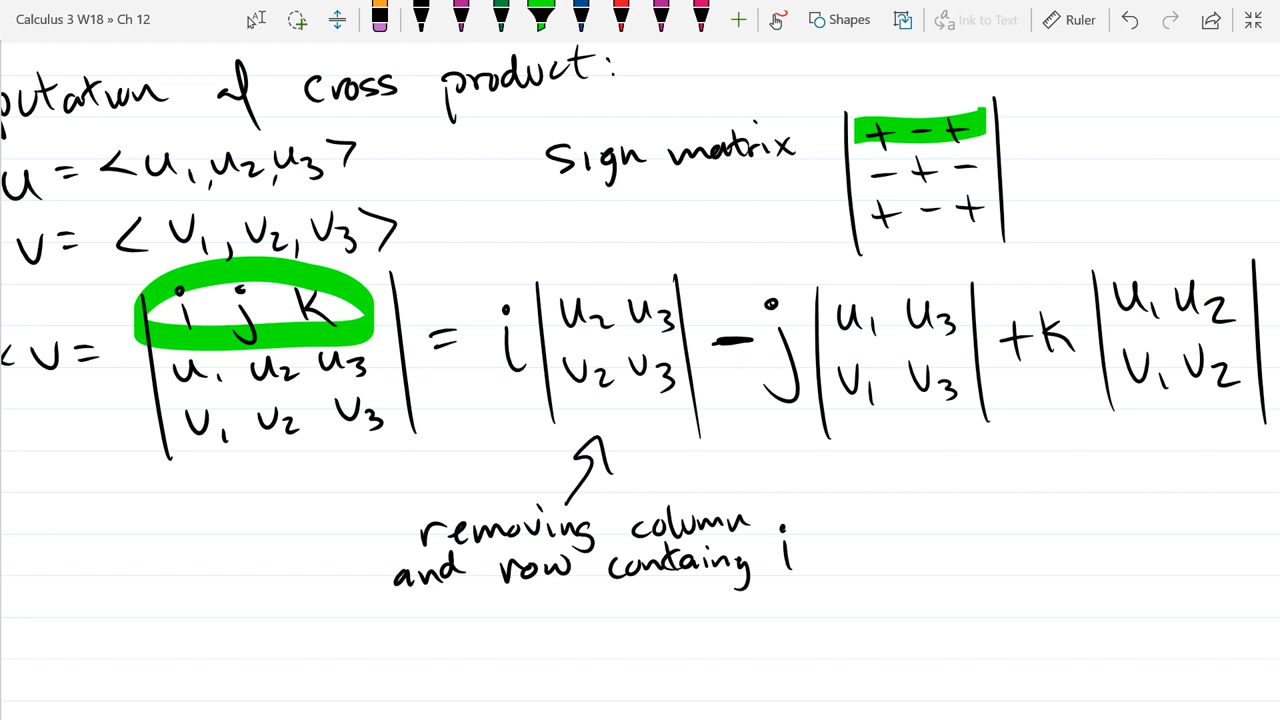 Calculus 3 W18 » Ch 12
Shapes
Link to Text
Ruler
putation of cross product:
u = <u1, u2, u3>
v = <v1, v2, v3>
sign matrix
+ - +
- + -
+ - +
× v = | i j k | = i | u2 u3 | - j | u1 u3 | + k | u1 u2 |
| u1 u2 u3 | | v2 v3 | | v1 v3 | | v1 v2 |
| v1 v2 v3 |
removing column
and row containg i